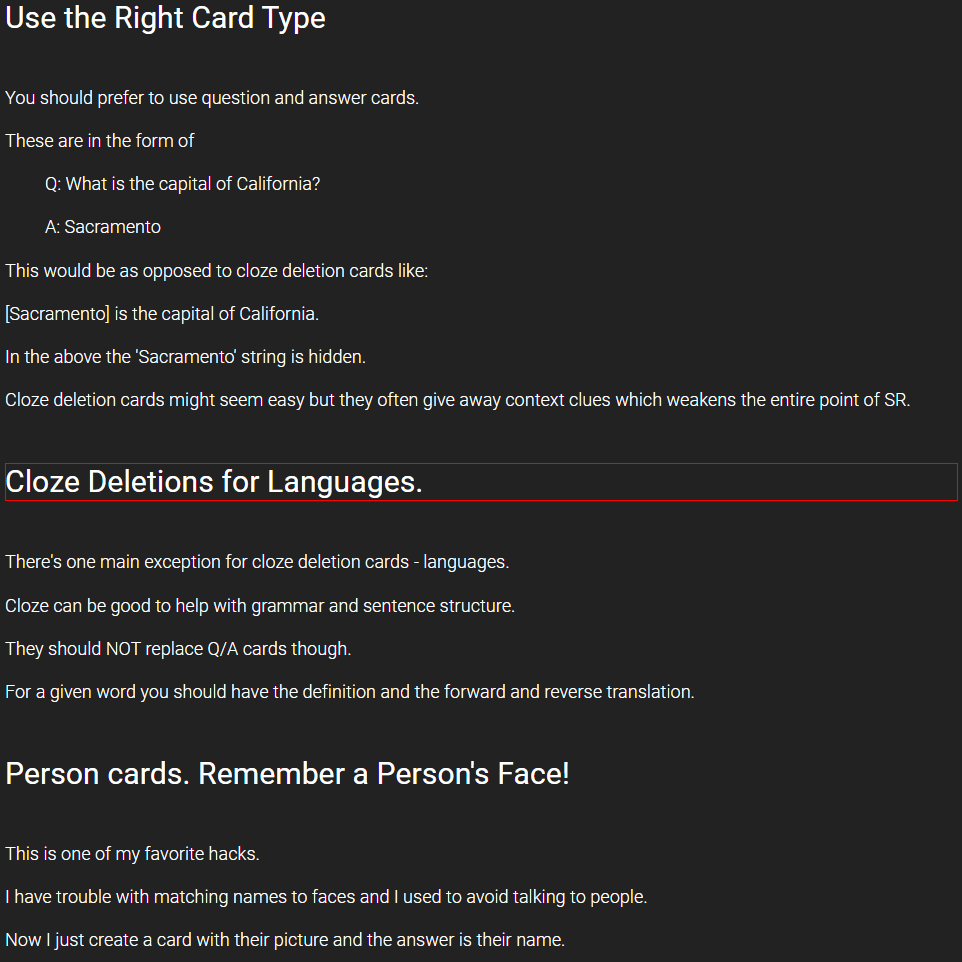 Use the Right Card Type
You should prefer to use question and answer cards.
These are in the form of
Q: What is the capital of California?
A: Sacramento
This would be as opposed to cloze deletion cards like:
[Sacramento] is the capital of California.
In the above the 'Sacramento' string is hidden.
Cloze deletion cards might seem easy but they often give away context clues which weakens the entire point of SR.
Cloze Deletions for Languages.
There's one main exception for cloze deletion cards - languages.
Cloze can be good to help with grammar and sentence structure.
They should NOT replace Q/A cards though.
For a given word you should have the definition and the forward and reverse translation.
Person cards. Remember a Person's Face!
This is one of my favorite hacks.
I have trouble with matching names to faces and I used to avoid talking to people.
Now I just create a card with their picture and the answer is their name.